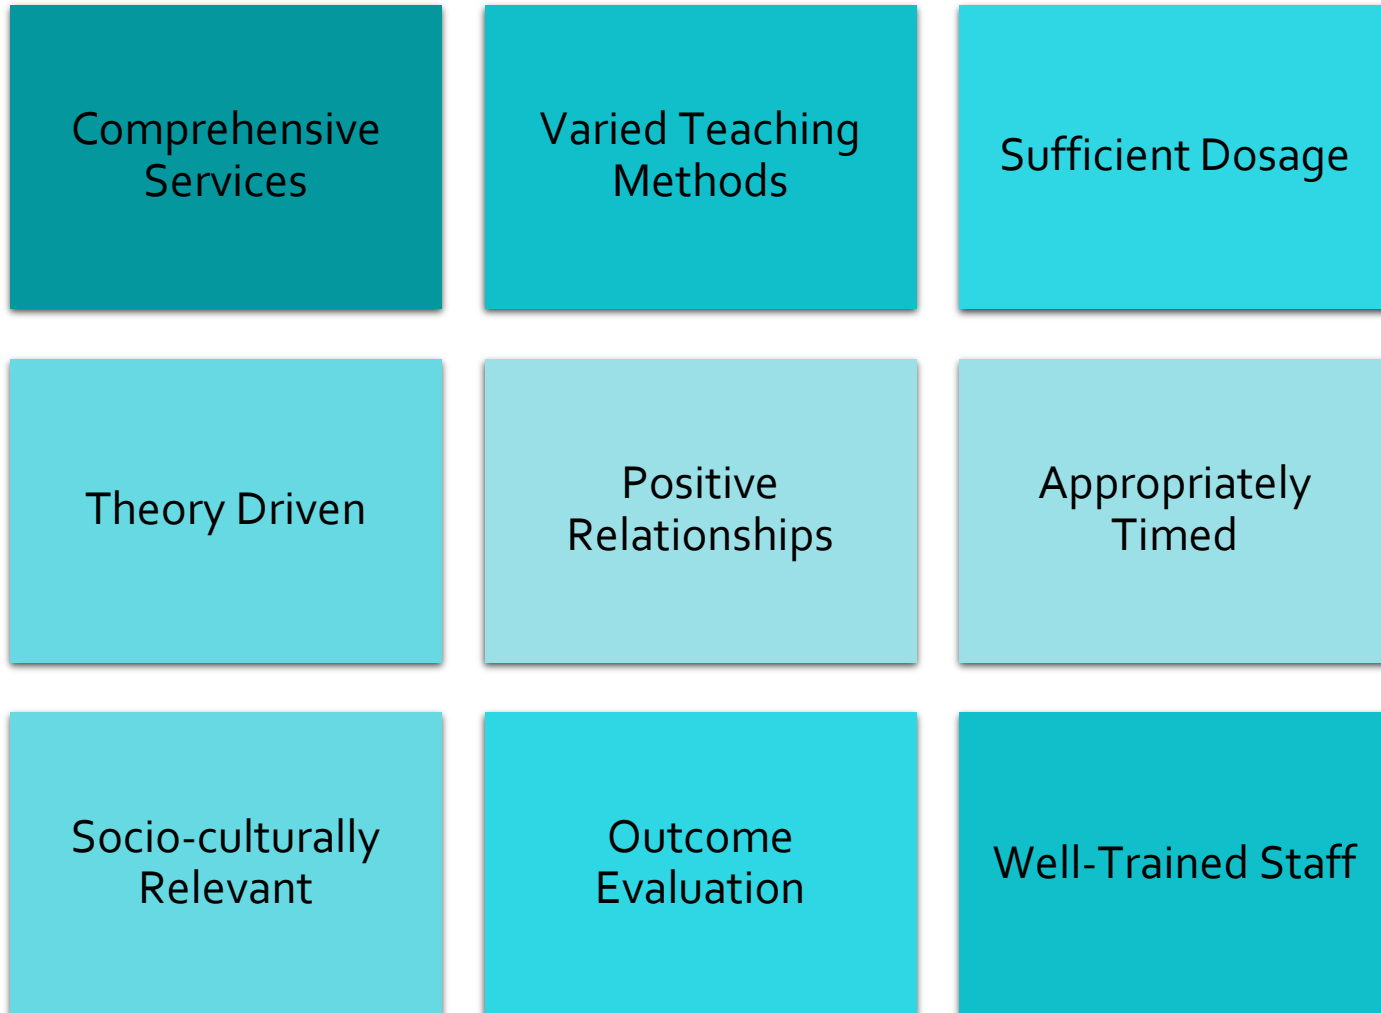 Comprehensive
Services
Varied Teaching
Methods
Sufficient Dosage
Theory Driven
Positive
Relationships
Appropriately
Timed
Socio-culturally
Relevant
Outcome
Evaluation
Well-Trained Staff